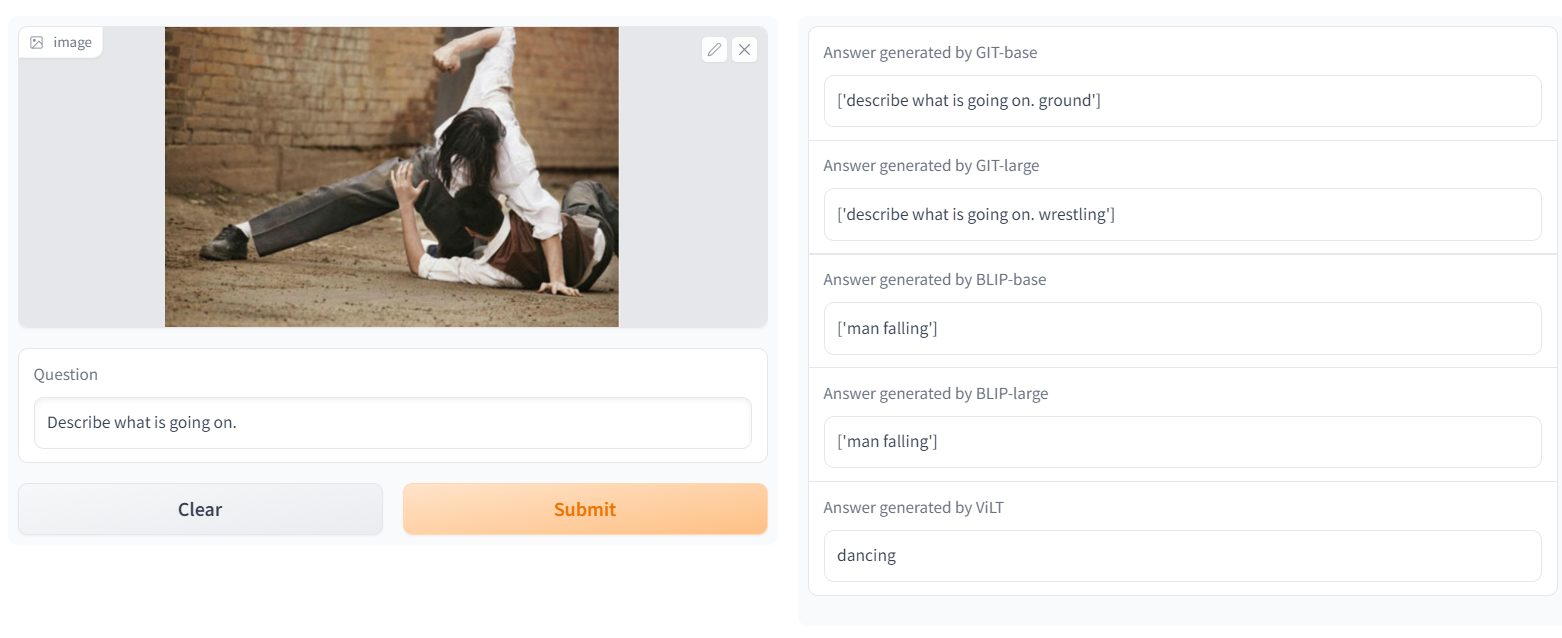 image
Question
Describe what is going on.
Clear
Submit
Answer generated by GIT-base
['describe what is going on. ground']
Answer generated by GIT-large
['describe what is going on. wrestling']
Answer generated by BLIP-base
['man falling']
Answer generated by BLIP-large
['man falling']
Answer generated by ViLT
dancing